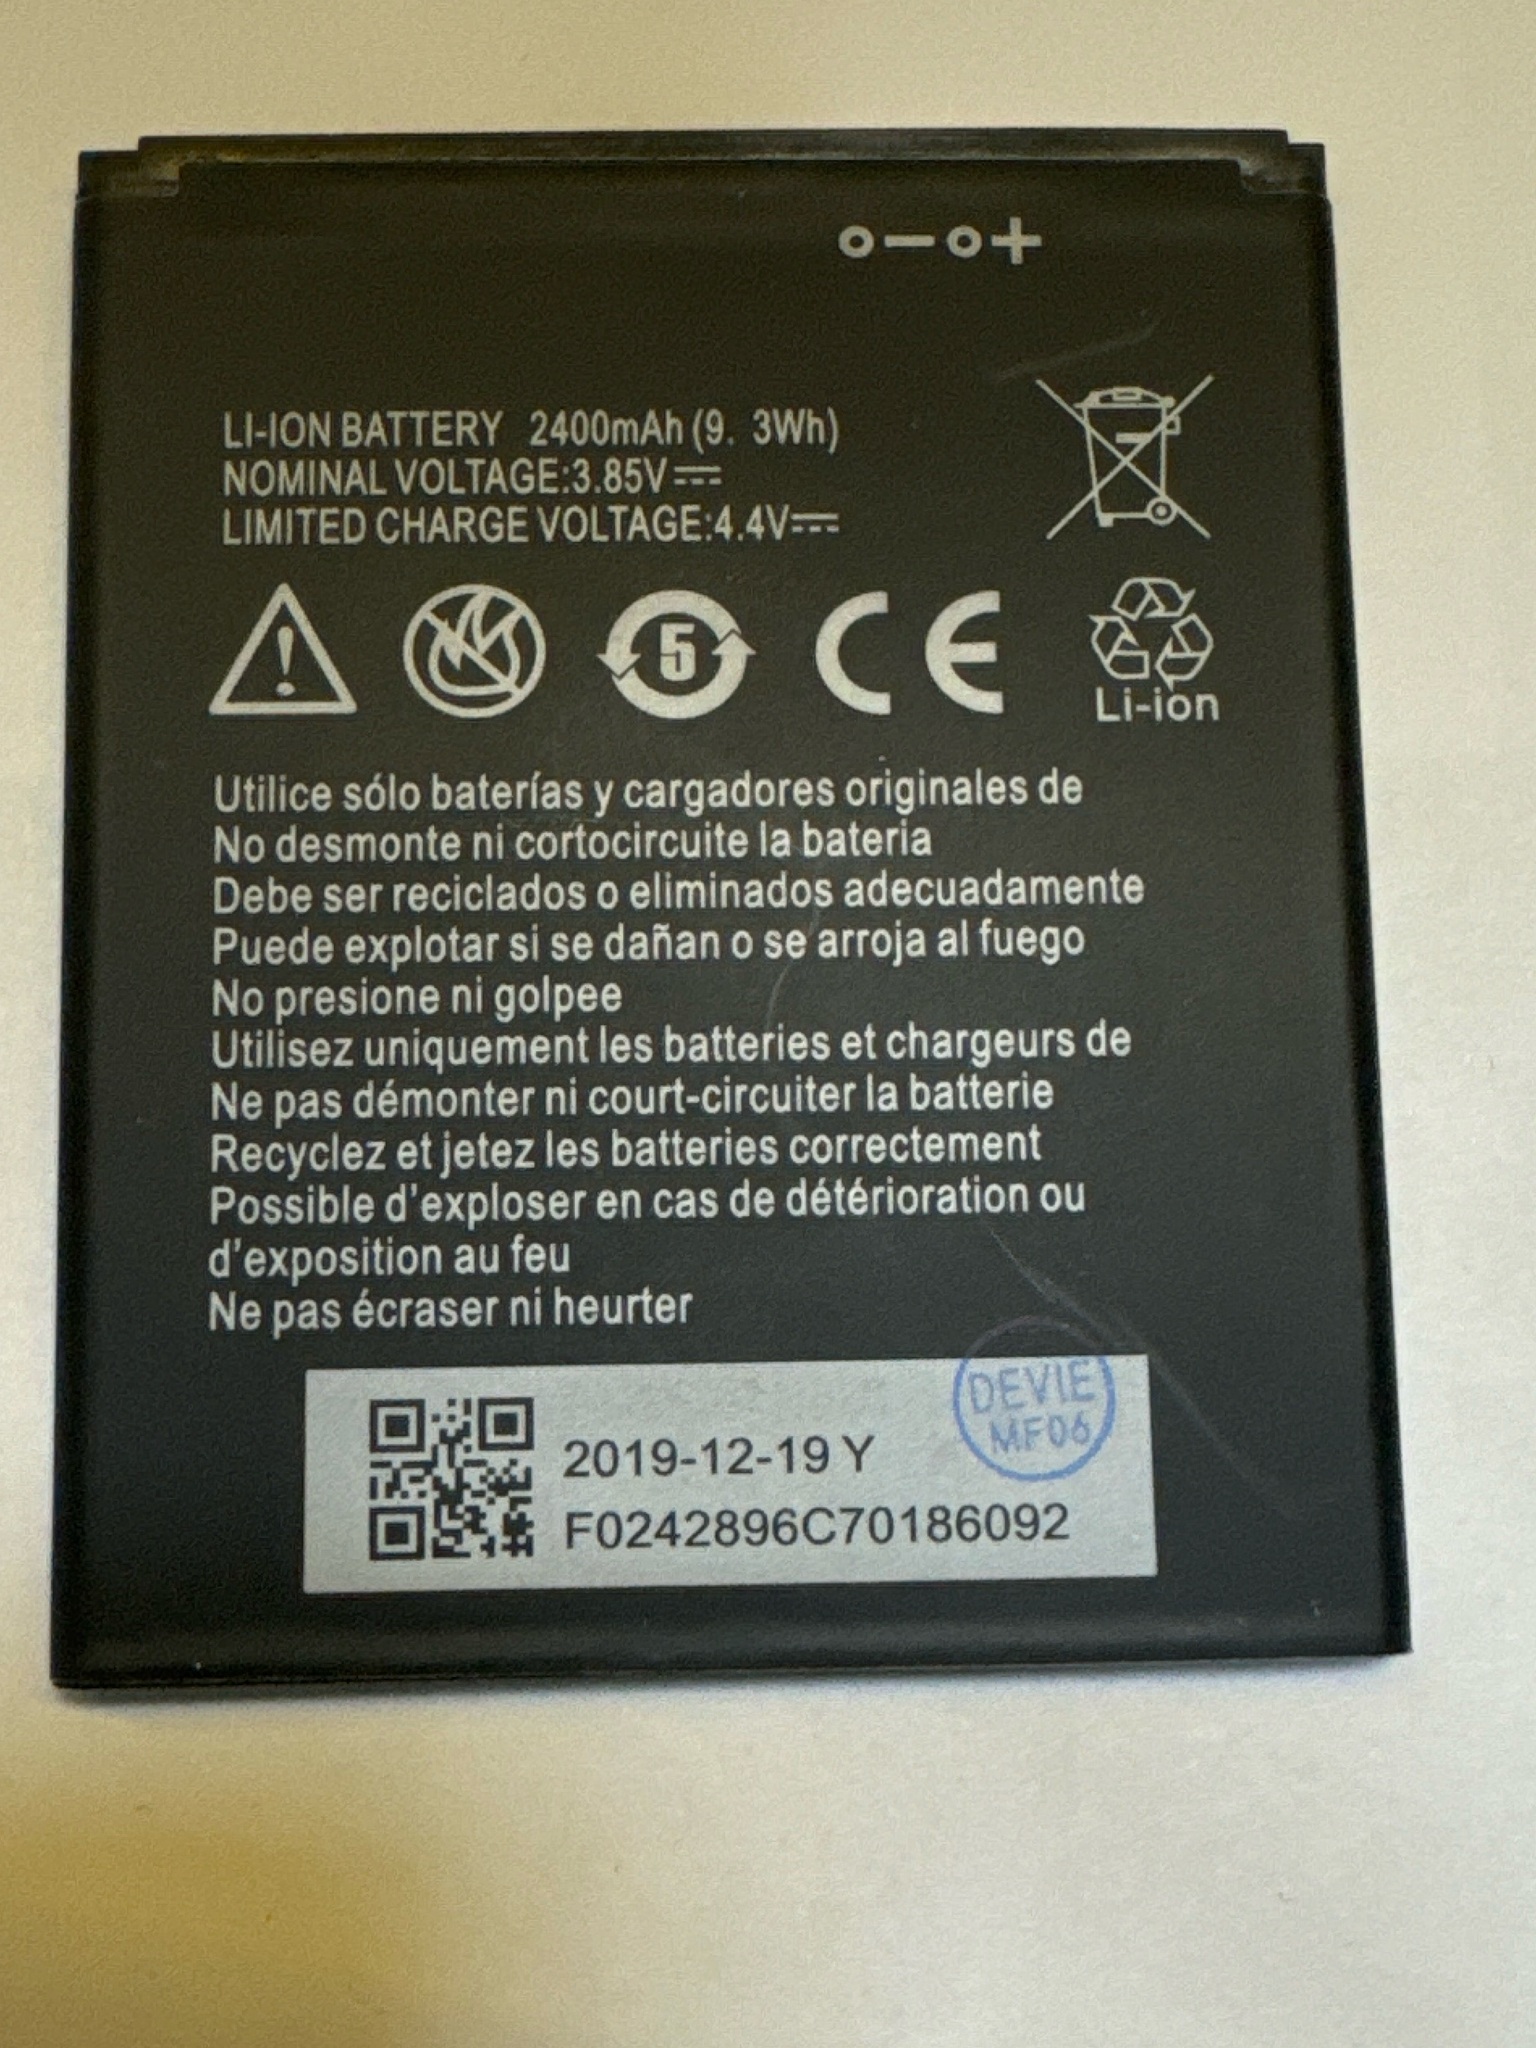 LI-ION BATTERY 2400mAh (9. 3Wh)
NOMINAL VOLTAGE:3.85V
LIMITED CHARGE VOLTAGE:4.4V
5
CE
Li-ion
Utilice sólo baterías y cargadores originales de
No desmonte ni cortocircuite la bateria
Debe ser reciclados o eliminados adecuadamente
Puede explotar si se dañan o se arroja al fuego
No presione ni golpee
Utilisez uniquement les batteries et chargeurs de
Ne pas démonter ni court-circuiter la batterie
Recyclez et jetez les batteries correctement
Possible d'exploser en cas de détérioration ou
d'exposition au feu
Ne pas écraser ni heurter
DEVIE
MF06
2019-12-19 Y
F0242896C70186092